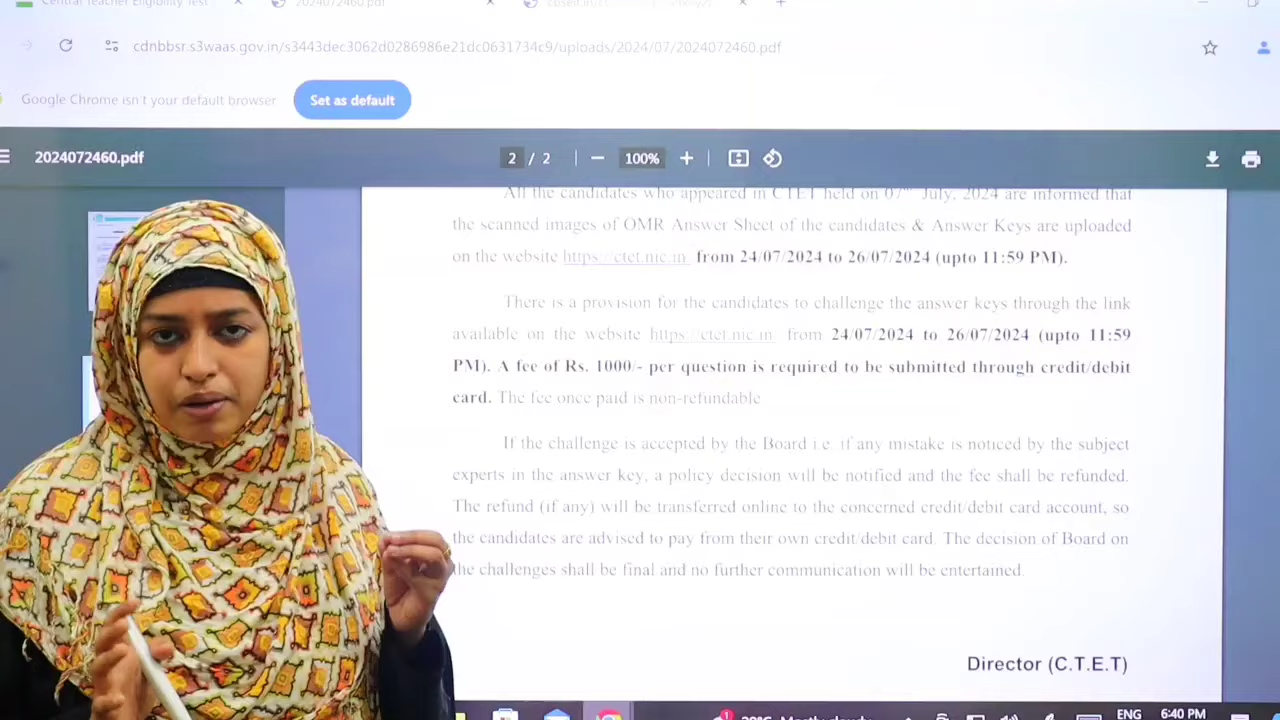 Central Teacher Eligibility Test
2024072460.pdf
cdnbbsr.s3waas.gov.in/s3443dec3062d0286986e21dc0631734c9/uploads/2024/07/2024072460.pdf
Google Chrome isn t your default browser
Set as default
2024072460.pdf
2 / 2
100%
All the candidates who appeared in CTET held on 07th July, 2024 are informed that
the scanned images of OMR Answer Sheet of the candidates & Answer Keys are uploaded
on the website https://ctet.nic.in from 24/07/2024 to 26/07/2024 (upto 11:59 PM).
There is a provision for the candidates to challenge the answer keys through the link
available on the website https://ctet.nic.in from 24/07/2024 to 26/07/2024 (upto 11:59
PM). A fee of Rs. 1000/- per question is required to be submitted through credit/debit
card. The fee once paid is non-refundable
If the challenge is accepted by the Board i.e. if any mistake is noticed by the subject
experts in the answer key, a policy decision will be notified and the fee shall be refunded.
The refund (if any) will be transferred online to the concerned credit/debit card account, so
the candidates are advised to pay from their own credit/debit card. The decision of Board on
the challenges shall be final and no further communication will be entertained.
Director (C.T.E.T)
1
Mostly cloudy
ENG
6:40 PM